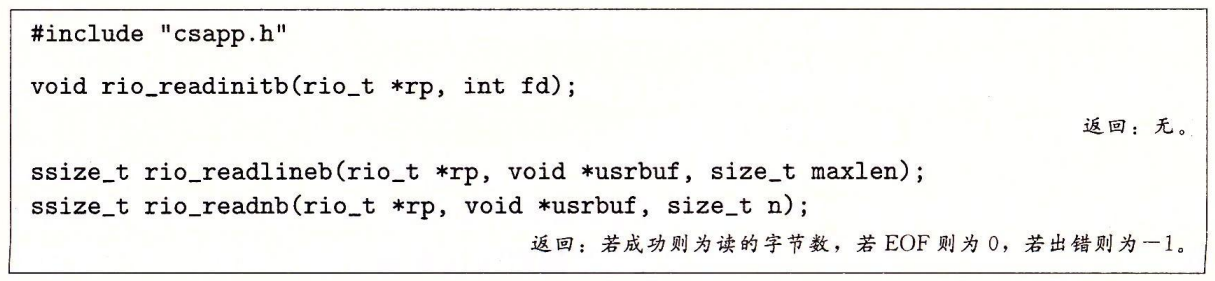 #include "csapp.h"
void rio_readinitb(rio_t *rp, int fd);
返回：无。
ssize_t rio_readlineb(rio_t *rp, void *usrbuf, size_t maxlen);
ssize_t rio_readnb(rio_t *rp, void *usrbuf, size_t n);
返回：若成功则为读的字节数，若 EOF 则为 0，若出错则为－1。